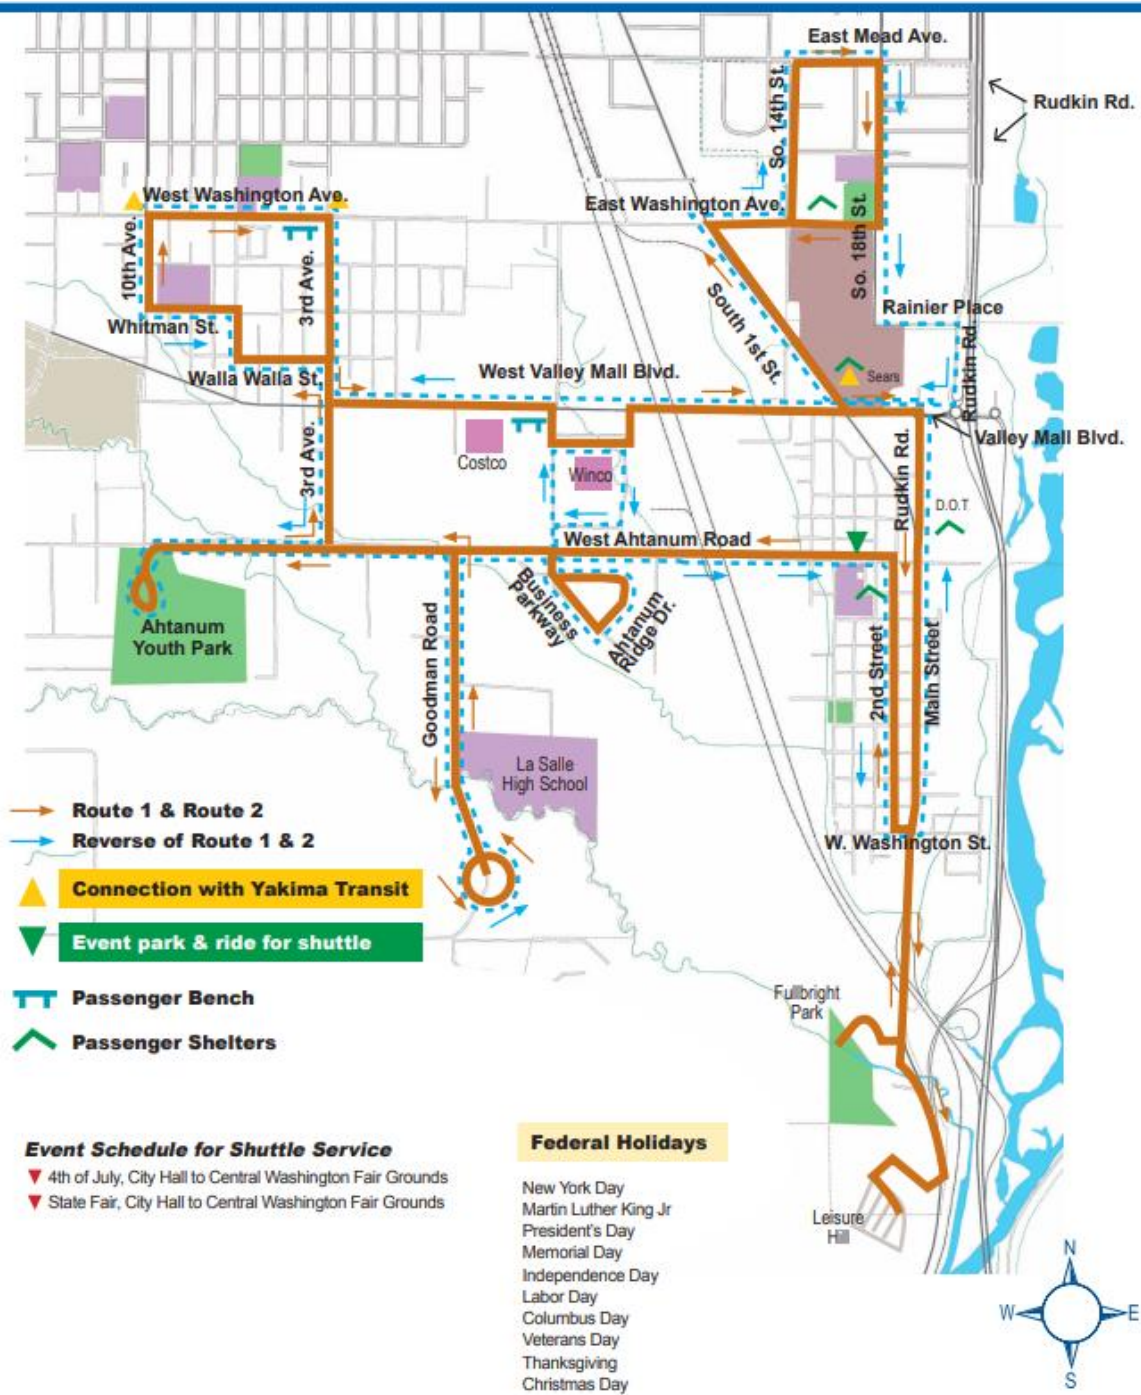 East Mead Ave.
Rudkin Rd.
So. 14th St.
West Washington Ave.
East Washington Ave.
So. 18th St.
10th Ave.
3rd Ave.
South 1st St.
Rainier Place
Whitman St.
Rudkin Rd.
Walla Walla St.
West Valley Mall Blvd.
Sears
3rd Ave.
Costco
Winco
Rudkin Rd.
Valley Mall Blvd.
D.O.T
West Ahtanum Road
Business
Parkway
Ahtanum
Ridge Dr.
Ahtanum
Youth Park
Goodman Road
2nd Street
Main Street
La Salle
High School
Route 1 & Route 2
Reverse of Route 1 & 2
W. Washington St.
Connection with Yakima Transit
Event park & ride for shuttle
Passenger Bench
Passenger Shelters
Fullbright
Park
Event Schedule for Shuttle Service
4th of July, City Hall to Central Washington Fair Grounds
State Fair, City Hall to Central Washington Fair Grounds
Federal Holidays
New York Day
Martin Luther King Jr
President's Day
Memorial Day
Independence Day
Labor Day
Columbus Day
Veterans Day
Thanksgiving
Christmas Day
Leisure
Hill
N
W
E
S